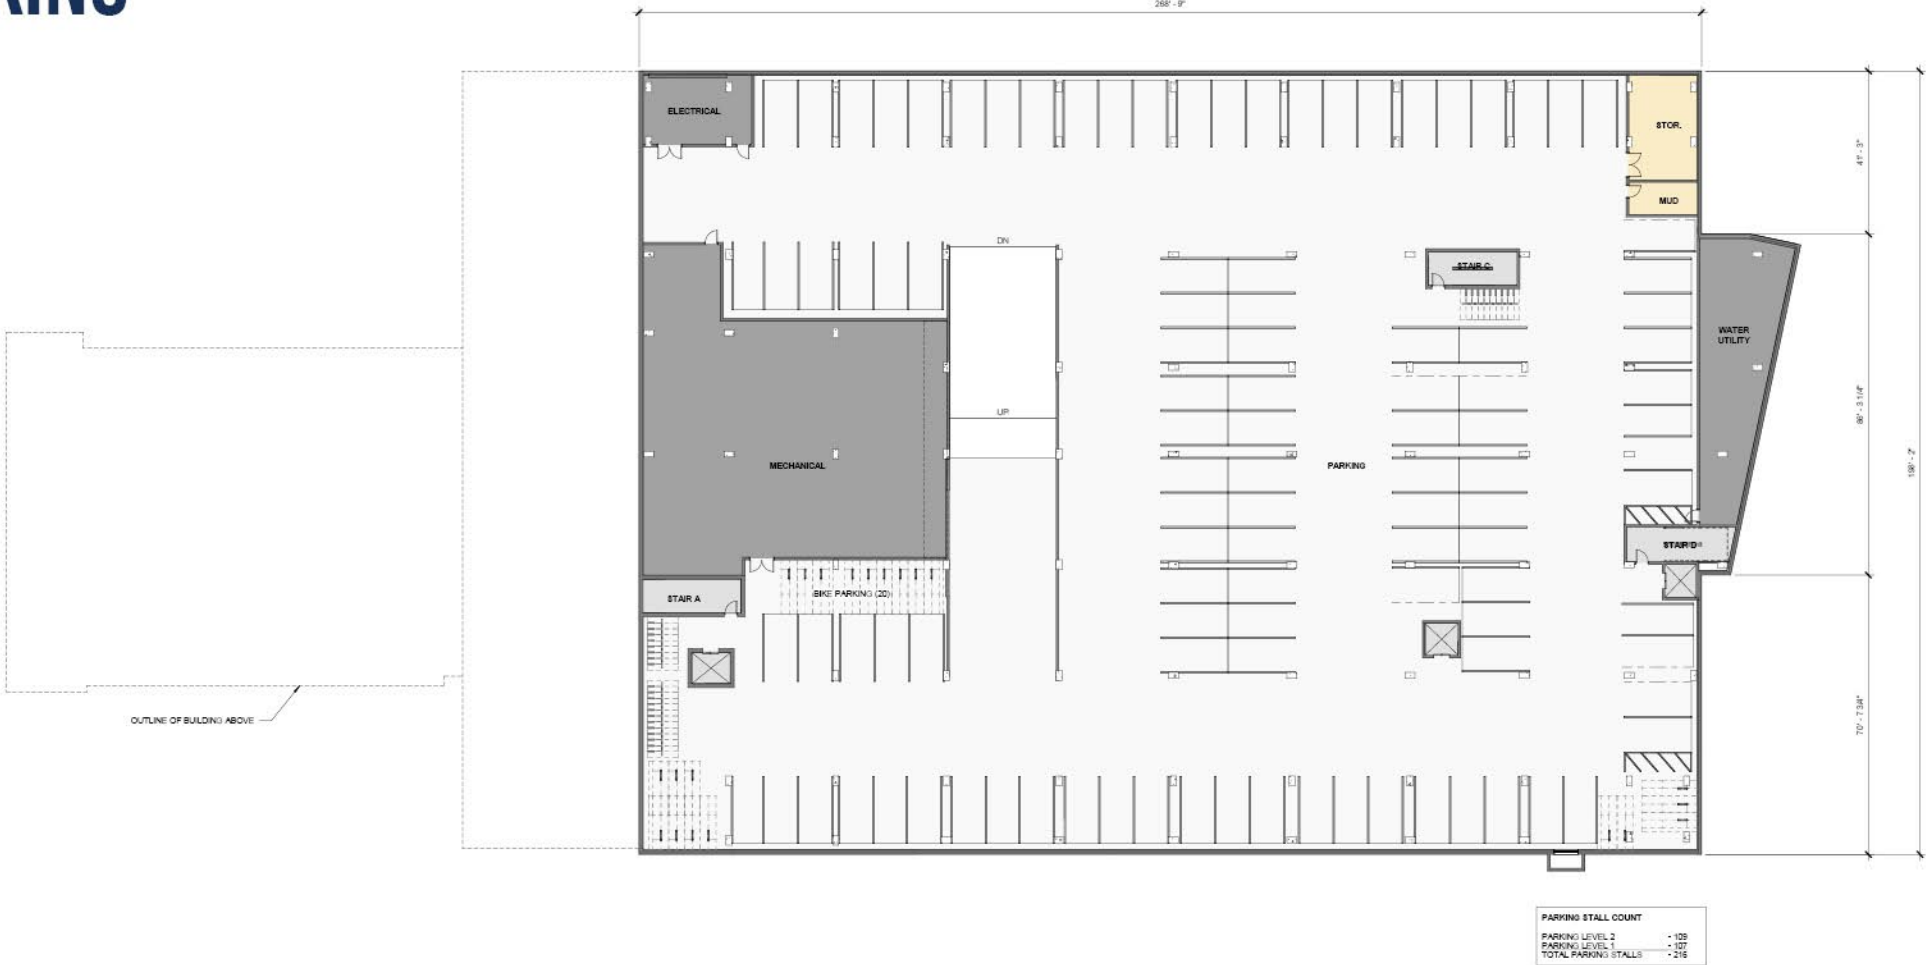 268' - 9"
ELECTRICAL
STOR.
41' - 3"
MUD
DN
STAIR C
WATER
UTILITY
UP
86' - 3 1/4"
MECHANICAL
PARKING
198' - 2"
STAIR D
BIKE PARKING (20)
STAIR A
OUTLINE OF BUILDING ABOVE
70' - 7 3/4"
PARKING STALL COUNT
PARKING LEVEL 2 - 109
PARKING LEVEL 1 - 107
TOTAL PARKING STALLS - 216